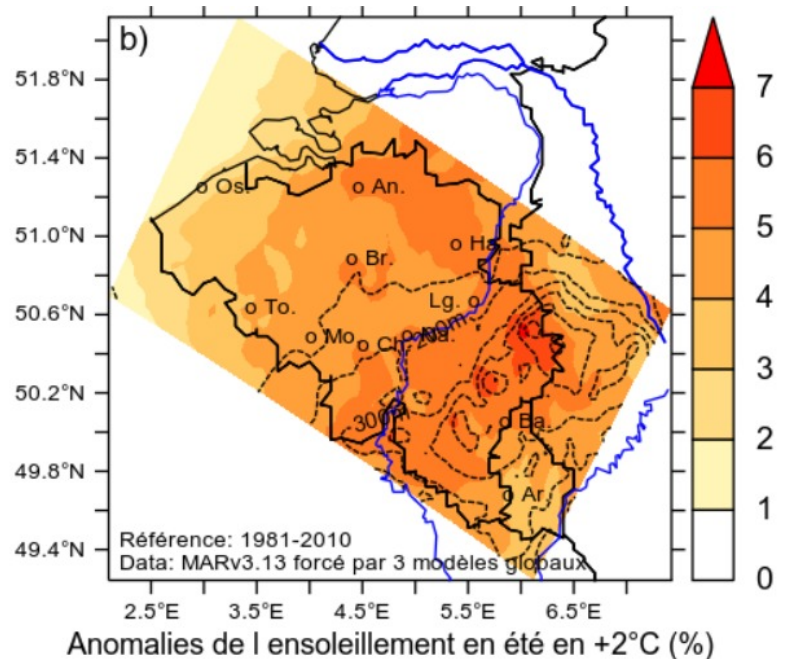 b)
51.8°N
51.4°N
51.0°N
50.6°N
50.2°N
49.8°N
49.4°N
o Os.
o An.
o Br.
o Ha.
o To.
Lg. o
o Mo.
o Ch.
o Na.
200m
300m
o Ba.
o Ar.
Référence: 1981-2010
Data: MARv3.13 forcé par 3 modèles globaux
2.5°E 3.5°E 4.5°E 5.5°E 6.5°E
7
6
5
4
3
2
1
0
Anomalies de l ensoleillement en été en +2°C (%)